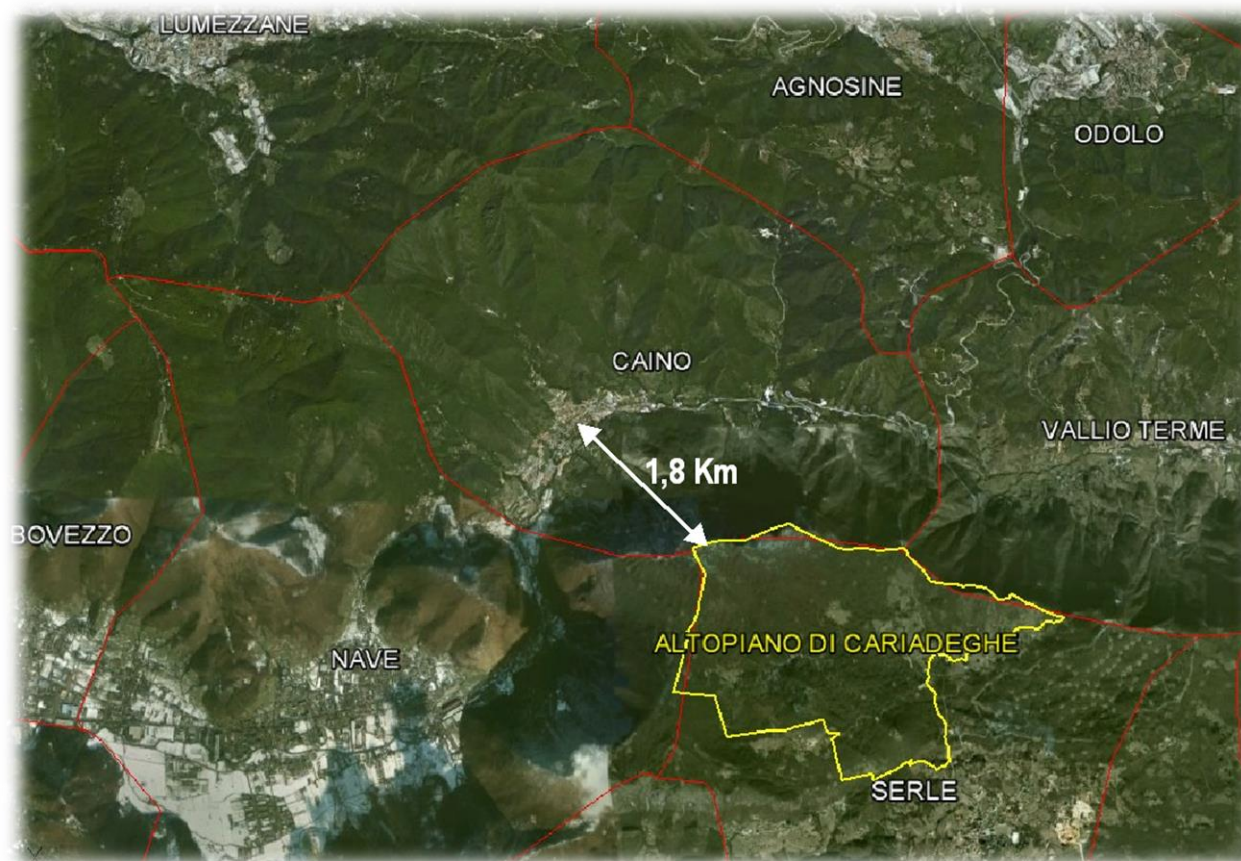 LUMEZZANE
AGNOSINE
ODOLO
CAINO
VALLIO TERME
1,8 Km
BOVEZZO
ALTOPIANO DI CARIADEGHE
NAVE
SERLE